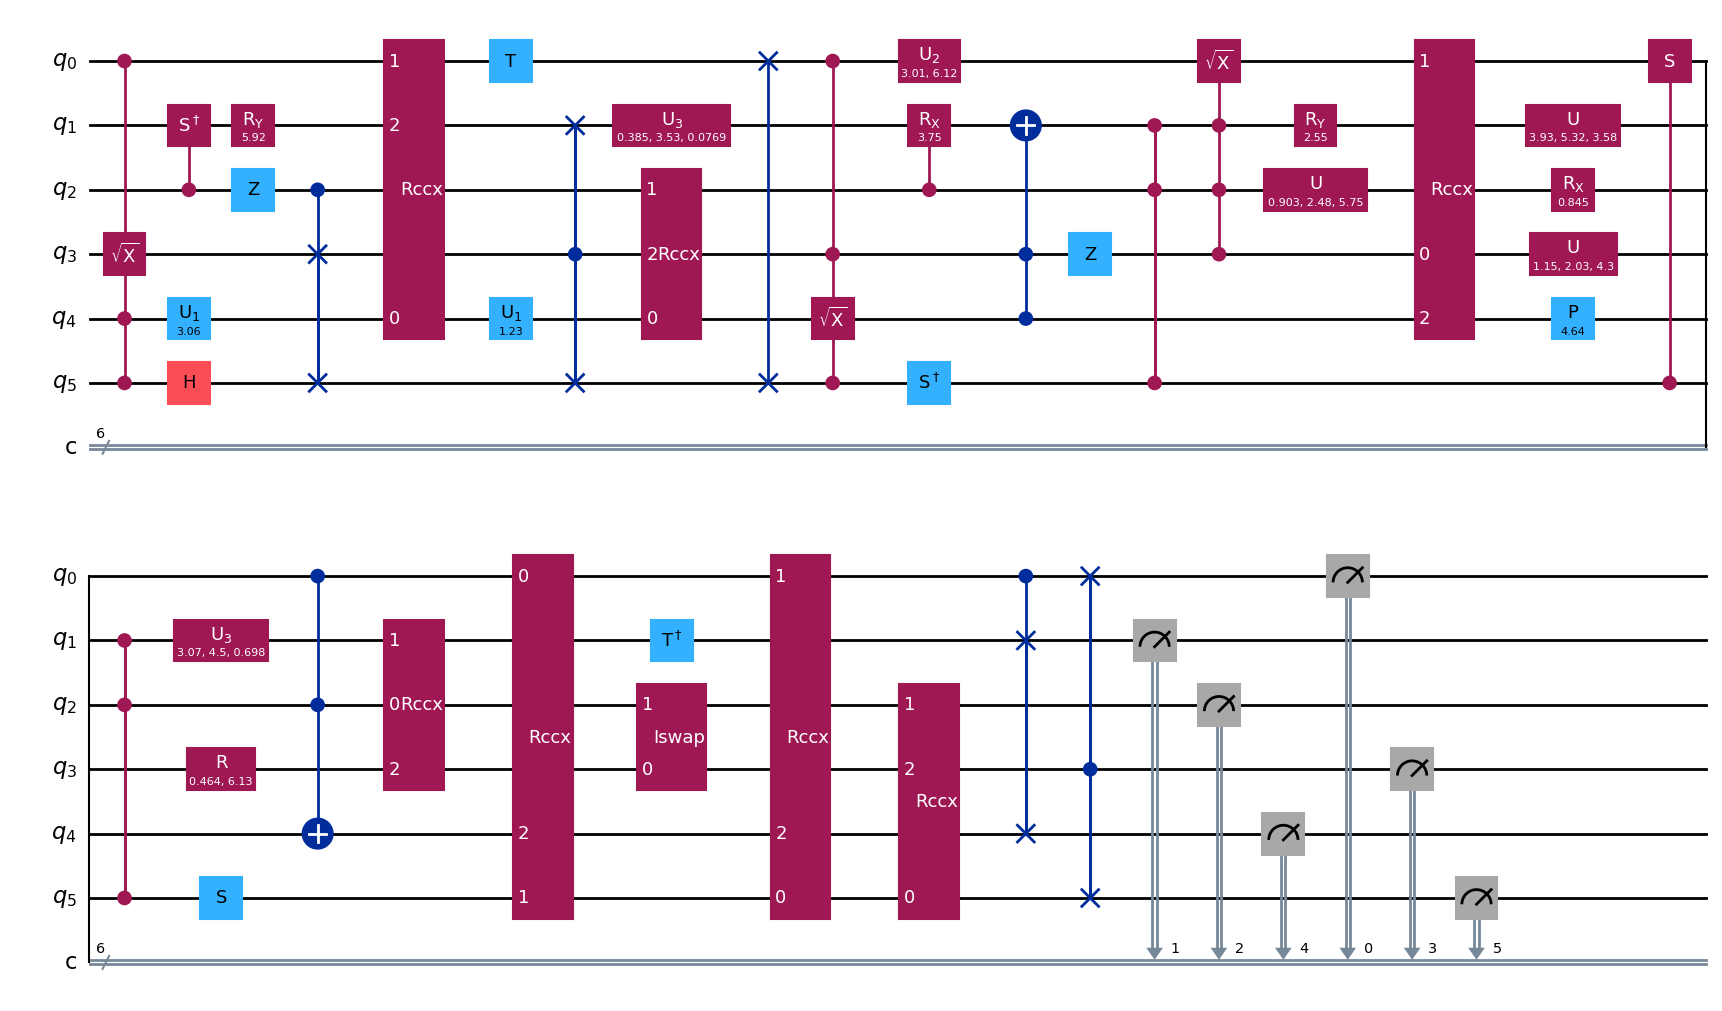 q0 √X 1 T U2 √X 1 S
3.01, 6.12
q1 S† RY 2 U3 RX RY U
5.92 0.385, 3.53, 0.0769 3.75 2.55 3.93, 5.32, 3.58
q2 Z Rccx 1 U Rccx RX
0.903, 2.48, 5.75 0.845
q3 √X 2Rccx Z 0 U
1.15, 2.03, 4.3
q4 U1 0 U1 0 √X 2 P
3.06 1.23 4.64
q5 H S†
6
c
q0 0 1
q1 U3 1 T†
3.07, 4.5, 0.698
q2 0Rccx 1 1
Rccx Iswap Rccx
q3 R 2 0 2
0.464, 6.13
Rccx
q4 2 2
q5 S 1 0 0
6 1 2 4 0 3 5
c